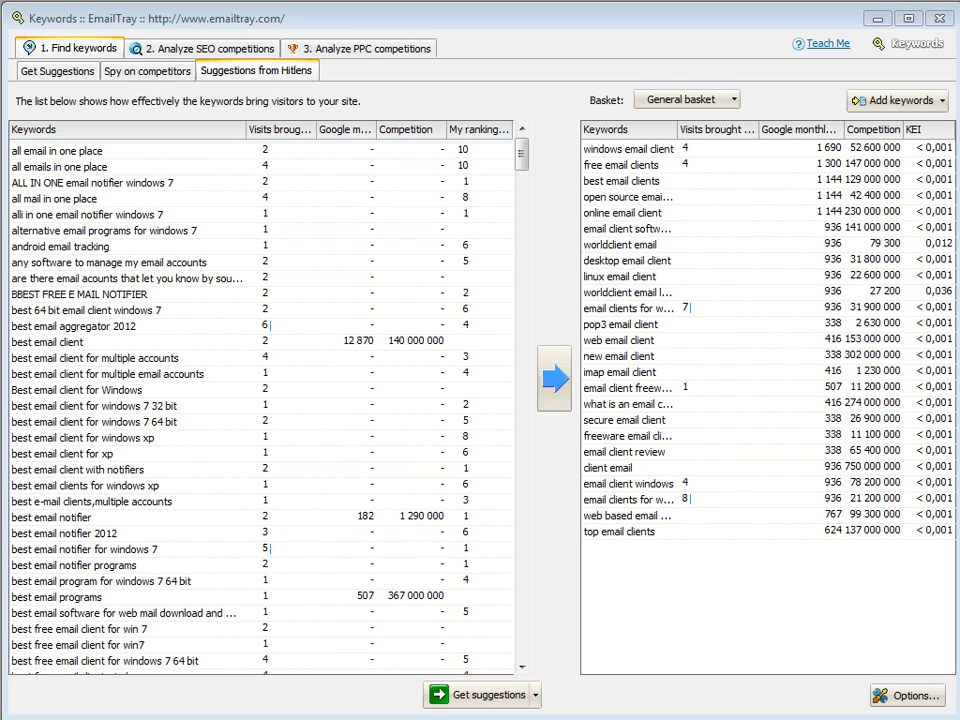 Keywords :: EmailTray :: http://www.emailtray.com/
1. Find keywords 2. Analyze SEO competitions 3. Analyze PPC competitions Teach Me Keywords
Get Suggestions Spy on competitors Suggestions from Hitlens
The list below shows how effectively the keywords bring visitors to your site. Basket: General basket Add keywords
Keywords Visits broug... Google m... Competition My ranking...
all email in one place 2 - - 10
all emails in one place 4 - - 10
ALL IN ONE email notifier windows 7 2 - - 1
all mail in one place 4 - - 8
alli in one email notifier windows 7 1 - - 1
alternative email programs for windows 7 1 - -
android email tracking 1 - - 6
any software to manage my email accounts 2 - - 5
are there email acounts that let you know by sou... 2 - -
BBEST FREE E MAIL NOTIFIER 2 - - 2
best 64 bit email client windows 7 2 - - 6
best email aggregator 2012 6 - - 4
best email client 2 12 870 140 000 000
best email client for multiple accounts 4 - - 3
best email client for multiple email accounts 1 - - 4
Best email client for Windows 2 - -
best email client for windows 7 32 bit 1 - - 2
best email client for windows 7 64 bit 2 - - 5
best email client for windows xp 1 - - 8
best email client for xp 1 - - 6
best email client with notifiers 2 - - 1
best email clients for windows xp 1 - - 6
best e-mail clients,multiple accounts 1 - - 3
best email notifier 2 182 1 290 000 1
best email notifier 2012 3 - - 6
best email notifier for windows 7 5 - - 1
best email notifier programs 2 - - 1
best email program for windows 7 64 bit 1 - - 4
best email programs 1 507 367 000 000
best email software for web mail download and ... 1 - - 5
best free email client for win 7 2 - -
best free email client for win7 1 - -
best free email client for windows 7 64 bit 4 - - 5
Keywords Visits brought ... Google monthl... Competition KEI
windows email client 4 1 690 52 600 000 < 0,001
free email clients 4 1 300 147 000 000 < 0,001
best email clients 1 144 129 000 000 < 0,001
open source emai... 1 144 42 400 000 < 0,001
online email client 1 144 230 000 000 < 0,001
email client softw... 936 141 000 000 < 0,001
worldclient email 936 79 300 0,012
desktop email client 936 31 800 000 < 0,001
linux email client 936 22 600 000 < 0,001
worldclient email l... 936 27 200 0,036
email clients for w... 7 936 31 900 000 < 0,001
pop3 email client 338 2 630 000 < 0,001
web email client 416 153 000 000 < 0,001
new email client 338 302 000 000 < 0,001
imap email client 416 1 230 000 < 0,001
email client freew... 1 507 11 200 000 < 0,001
what is an email c... 416 274 000 000 < 0,001
secure email client 338 26 900 000 < 0,001
freeware email cli... 338 11 100 000 < 0,001
email client review 338 65 400 000 < 0,001
client email 936 750 000 000 < 0,001
email client windows 4 936 78 200 000 < 0,001
email clients for w... 8 936 21 200 000 < 0,001
web based email ... 767 99 300 000 < 0,001
top email clients 624 137 000 000 < 0,001
Get suggestions Options...